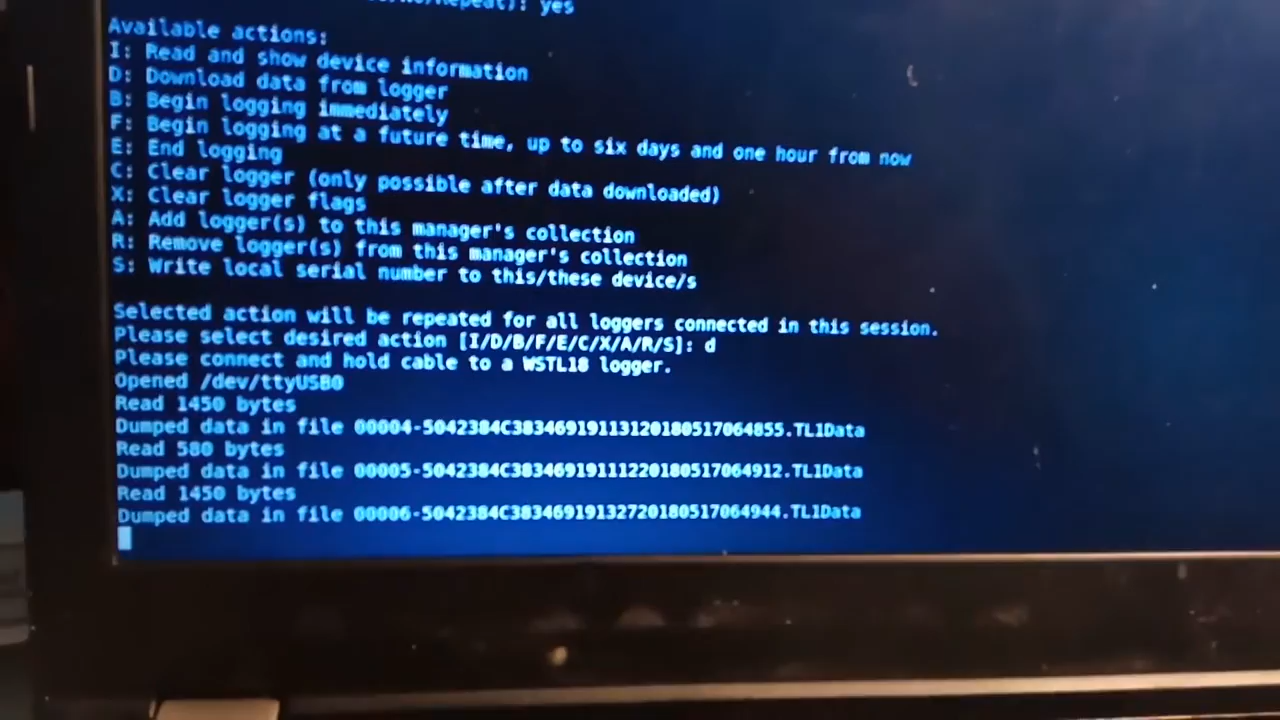 yes
Available actions:
I: Read and show device information
D: Download data from logger
B: Begin logging immediately
F: Begin logging at a future time, up to six days and one hour from now
E: End logging
C: Clear logger (only possible after data downloaded)
X: Clear logger flags
A: Add logger(s) to this manager's collection
R: Remove logger(s) from this manager's collection
S: Write local serial number to this/these device/s
Selected action will be repeated for all loggers connected in this session.
Please select desired action [I/D/B/F/E/C/X/A/R/S]: d
Please connect and hold cable to a WSTL18 logger.
Opened /dev/ttyUSB0
Read 1450 bytes
Dumped data in file 00004-5042384C38346919113120180517064855.TL1Data
Read 580 bytes
Dumped data in file 00005-5042384C38346919111220180517064912.TL1Data
Read 1450 bytes
Dumped data in file 00006-5042384C38346919132720180517064944.TL1Data